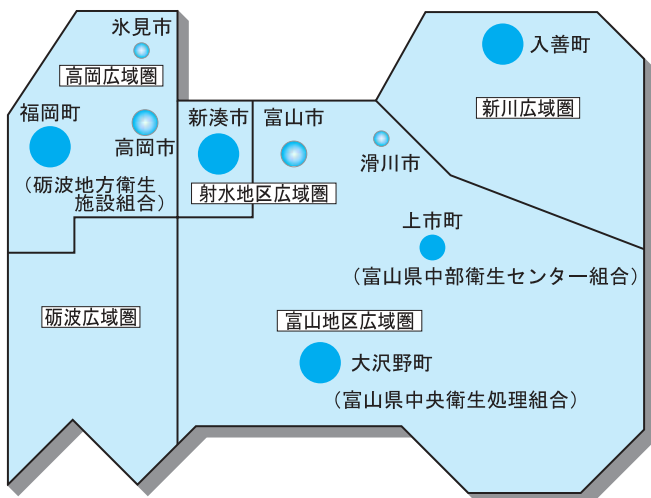 氷見市
高岡広域圏
福岡町
高岡市
（砺波地方衛生
施設組合）
新湊市
富山市
射水地区広域圏
滑川市
入善町
新川広域圏
上市町
（富山県中部衛生センター組合）
砺波広域圏
富山地区広域圏
大沢野町
（富山県中央衛生処理組合）